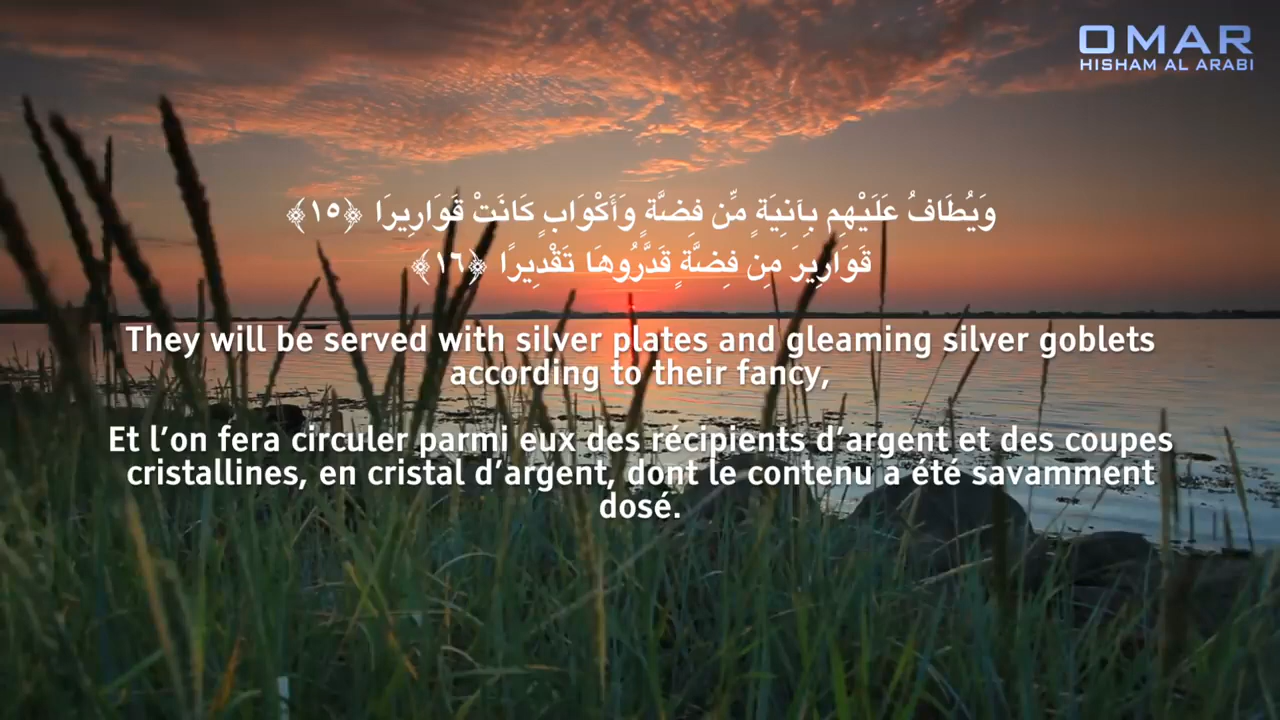 OMAR
HISHAM AL ARABI
وَيُطَافُ عَلَيْهِم بِآنِيَةٍ مِّن فِضَّةٍ وَأَكْوَابٍ كَانَتْ قَوَارِيرَا ﴿١٥﴾
قَوَارِيرَ مِن فِضَّةٍ قَدَّرُوهَا تَقْدِيرًا ﴿١٦﴾
They will be served with silver plates and gleaming silver goblets
according to their fancy,
Et l’on fera circuler parmi eux des récipients d’argent et des coupes
cristallines, en cristal d’argent, dont le contenu a été savamment
dosé.